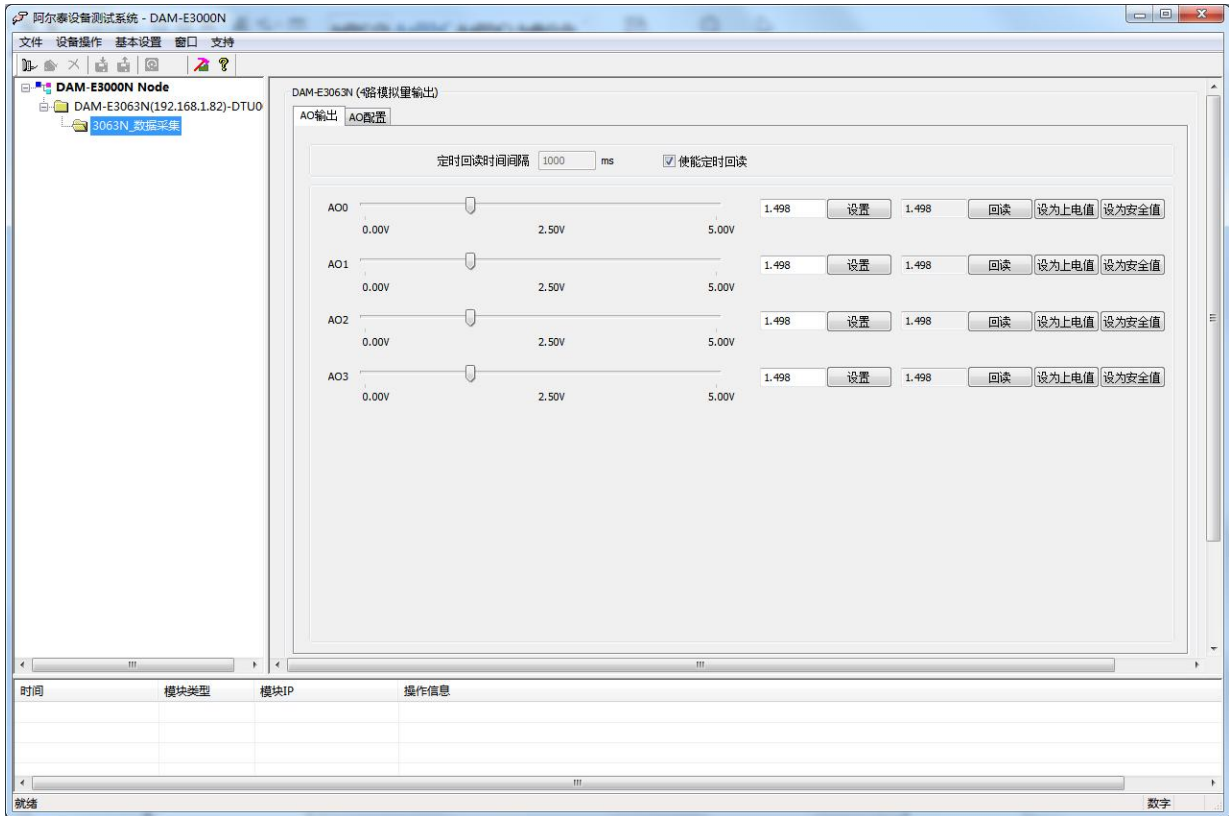 阿尔泰设备测试系统 - DAM-E3000N
文件 设备操作 基本设置 窗口 支持
DAM-E3000N Node
DAM-E3063N(192.168.1.82)-DTU0
3063N_数据采集
DAM-E3063N (4路模拟量输出)
AO输出 AO配置
定时回读时间间隔 1000 ms 使能定时回读
AO0 1.498 设置 1.498 回读 设为上电值 设为安全值
0.00V 2.50V 5.00V
AO1 1.498 设置 1.498 回读 设为上电值 设为安全值
0.00V 2.50V 5.00V
AO2 1.498 设置 1.498 回读 设为上电值 设为安全值
0.00V 2.50V 5.00V
AO3 1.498 设置 1.498 回读 设为上电值 设为安全值
0.00V 2.50V 5.00V
时间 模块类型 模块IP 操作信息
就绪 数字